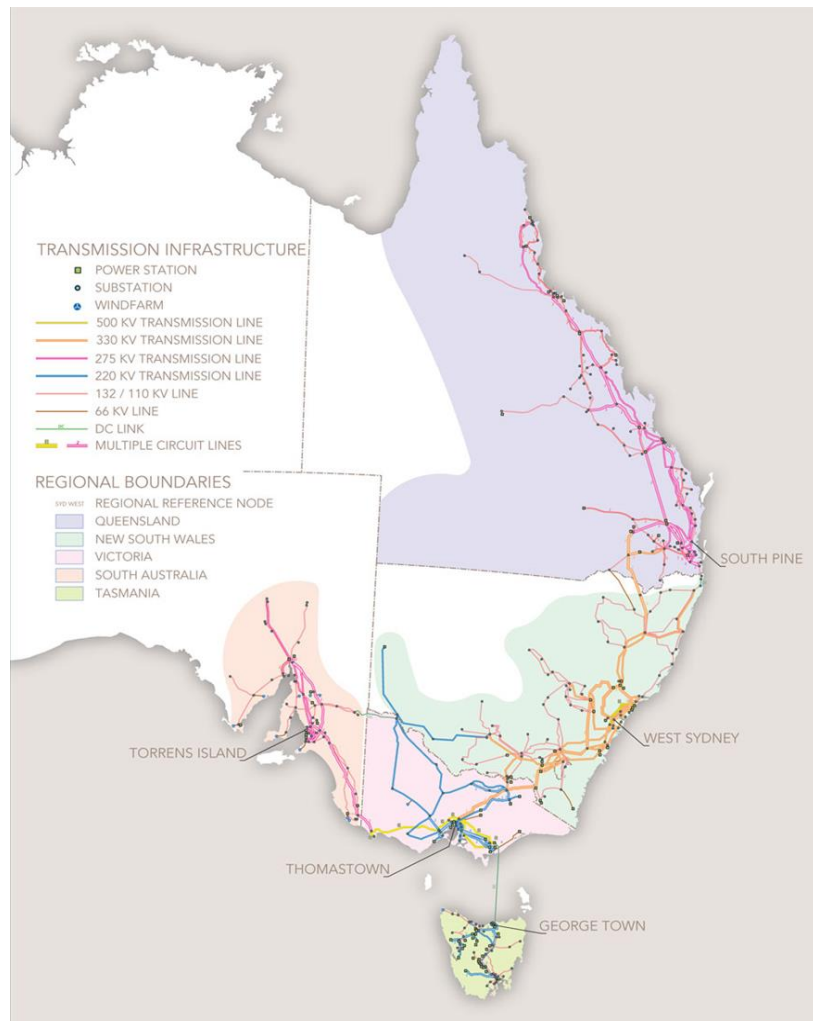 TRANSMISSION INFRASTRUCTURE
POWER STATION
SUBSTATION
WINDFARM
500 KV TRANSMISSION LINE
330 KV TRANSMISSION LINE
275 KV TRANSMISSION LINE
220 KV TRANSMISSION LINE
132 / 110 KV LINE
66 KV LINE
DC LINK
MULTIPLE CIRCUIT LINES
REGIONAL BOUNDARIES
SYD WEST REGIONAL REFERENCE NODE
QUEENSLAND
NEW SOUTH WALES
VICTORIA
SOUTH AUSTRALIA
TASMANIA
SOUTH PINE
WEST SYDNEY
TORRENS ISLAND
THOMASTOWN
GEORGE TOWN